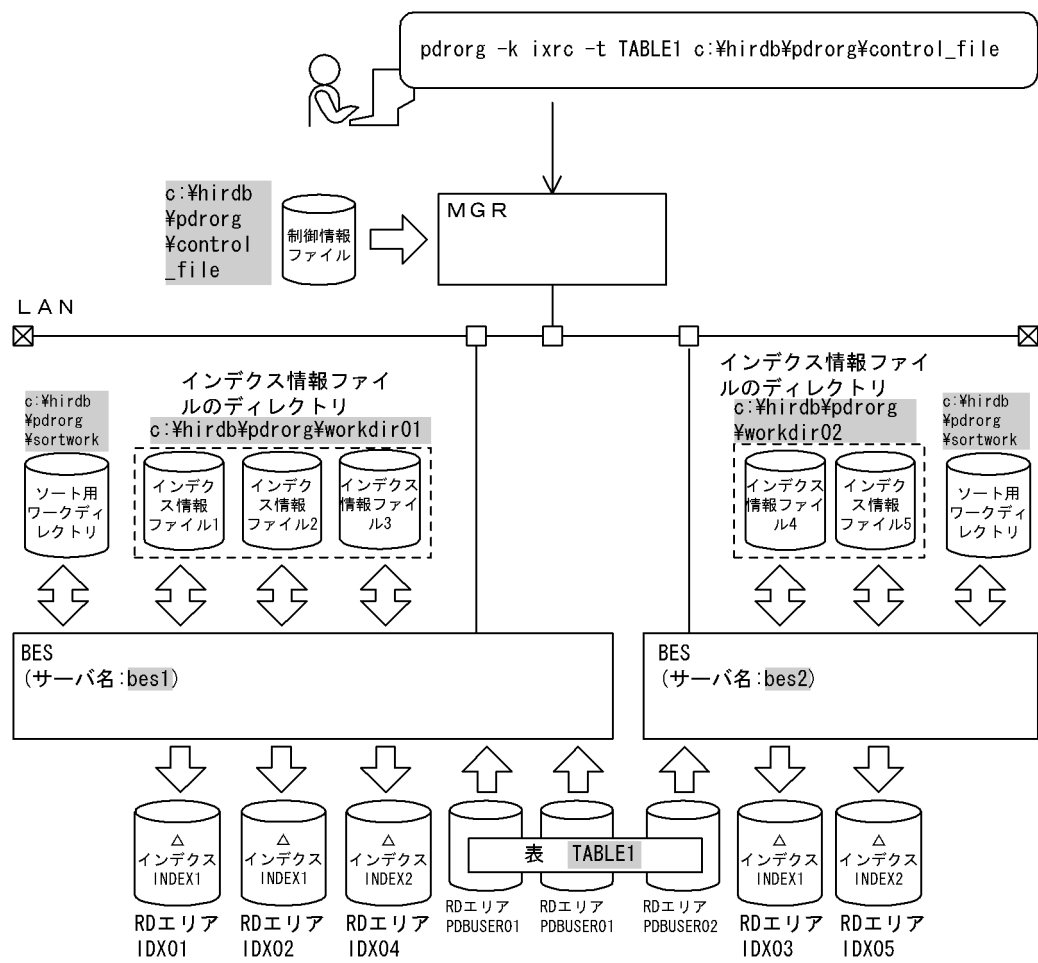 pdrorg -k ixrc -t TABLE1 c:¥hirdb¥pdrorg¥control_file
c:¥hirdb
¥pdrorg
¥control
_file
制御情報
ファイル
ＭＧＲ
ＬＡＮ
c:¥hirdb
¥pdrorg
¥sortwork
ソート用
ワークディ
レクトリ
インデクス情報ファイ
ルのディレクトリ
c:¥hirdb¥pdrorg¥workdir01
インデク
ス情報
ファイル1
インデク
ス情報
ファイル2
インデクス
情報ファイ
ル3
インデクス情報ファイ
ルのディレクトリ
c:¥hirdb¥pdrorg
¥workdir02
インデクス
情報ファイ
ル4
インデク
ス情報
ファイル5
c:¥hirdb
¥pdrorg
¥sortwork
ソート用
ワークディ
レクトリ
BES
(サーバ名:bes1)
BES
(サーバ名:bes2)
△
インデクス
INDEX1
RDエリア
IDX01
△
インデクス
INDEX1
RDエリア
IDX02
△
インデクス
INDEX2
RDエリア
IDX04
表 TABLE1
RDエリア
PDBUSER01
RDエリア
PDBUSER01
RDエリア
PDBUSER02
△
インデクス
INDEX1
RDエリア
IDX03
△
インデクス
INDEX2
RDエリア
IDX05